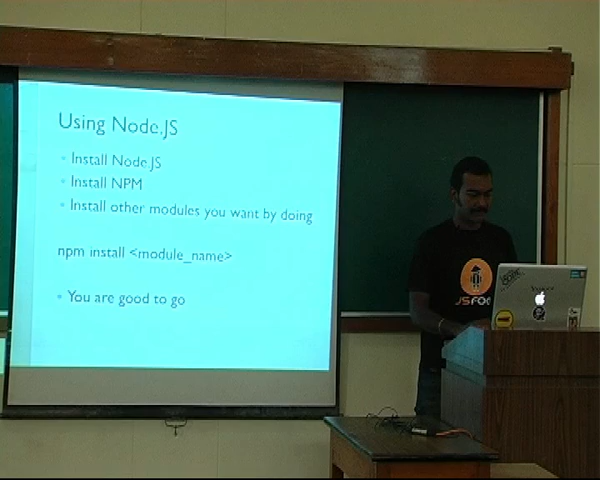 Using Node.JS
Install Node.JS
Install NPM
Install other modules you want by doing
npm install <module_name>
You are good to go
JSFOO